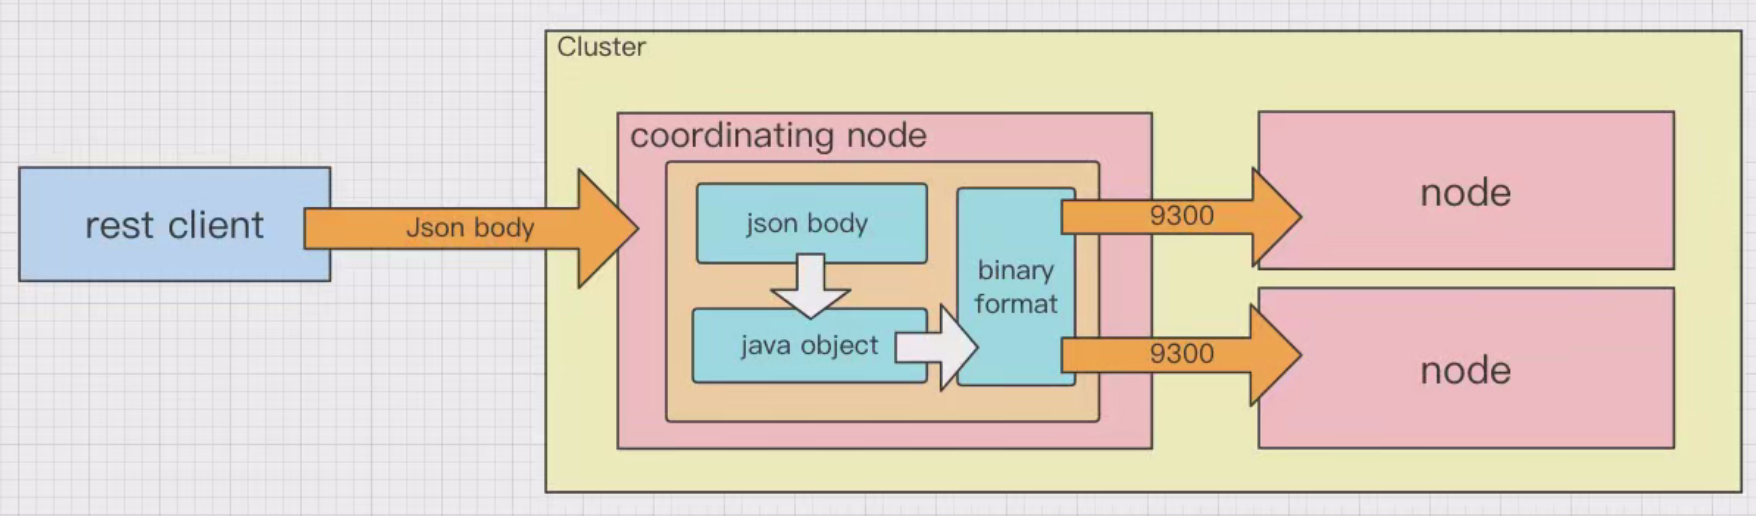 Cluster
coordinating node
rest client
Json body
json body
java object
binary
format
9300
9300
node
node